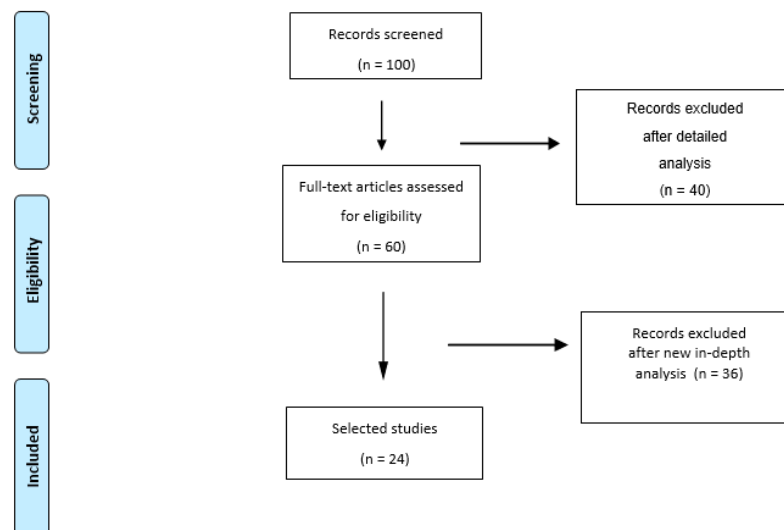 Screening
Records screened
(n = 100)
Records excluded
after detailed
analysis
(n = 40)
Full-text articles assessed
for eligibility
(n = 60)
Eligibility
Records excluded
after new in-depth
analysis (n = 36)
Included
Selected studies
(n = 24)